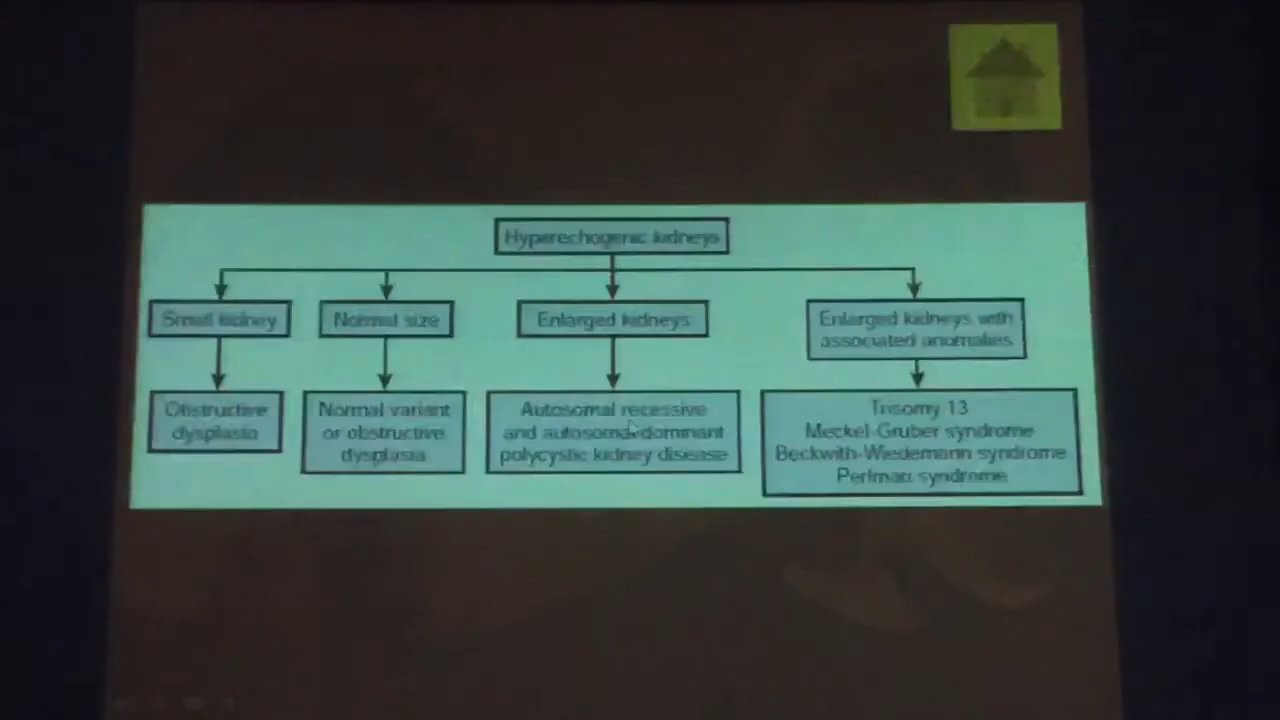 Hyperechogenic kidneys
Small kidney
Normal size
Enlarged kidneys
Enlarged kidneys with
associated anomalies
Obstructive
dysplasia
Normal variant
or obstructive
dysplasia
Autosomal recessive
and autosomal dominant
polycystic kidney disease
Trisomy 13
Meckel-Gruber syndrome
Beckwith-Wiedemann syndrome
Perlman syndrome